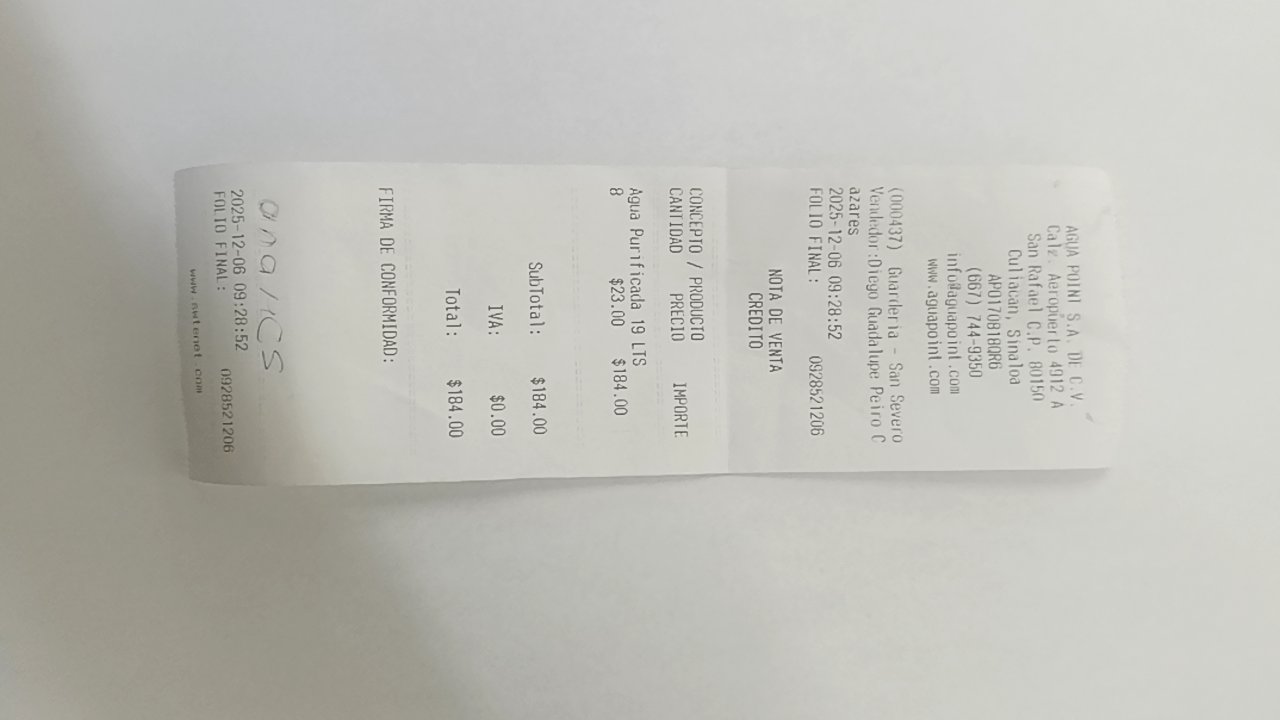 AGUA POINT S.A. DE C.V.
Calz. Aeropuerto 4912 A
San Rafael C.P. 80150
Culiacan, Sinaloa
APO170818QR6
(667) 744-9350
info@aguapoint.com
www.aguapoint.com
(000437) Guarderia - San Severo
Vendedor:Diego Guadalupe Peiro C
azares
2025-12-06 09:28:52
FOLIO FINAL: 0928521206
NOTA DE VENTA
CREDITO
CONCEPTO / PRODUCTO
CANTIDAD PRECIO IMPORTE
Agua Purificada 19 LTS
8 $23.00 $184.00
SubTotal: $184.00
IVA: $0.00
Total: $184.00
FIRMA DE CONFORMIDAD:
2025-12-06 09:28:52
FOLIO FINAL: 0928521206